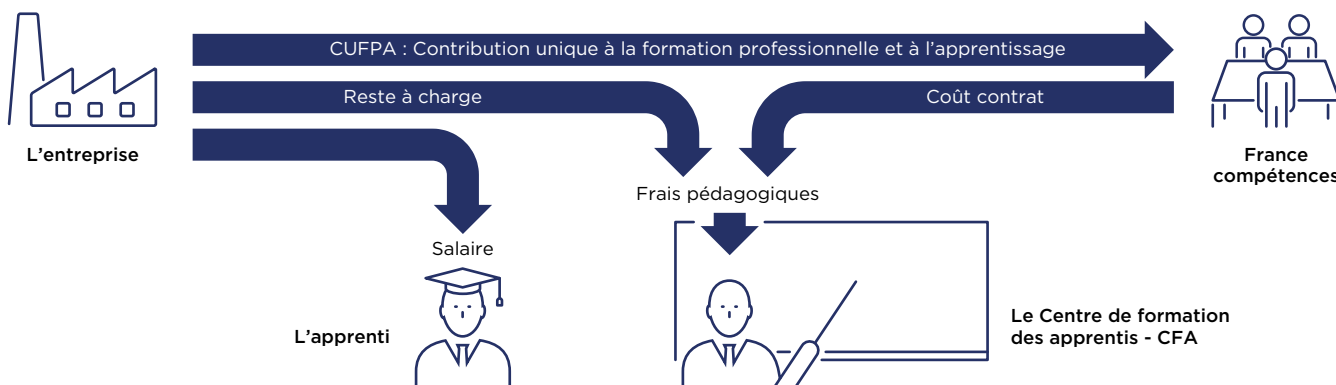 CUFPA : Contribution unique à la formation professionnelle et à l'apprentissage
Reste à charge
Coût contrat
L'entreprise
France
compétences
Frais pédagogiques
Salaire
L'apprenti
Le Centre de formation
des apprentis - CFA